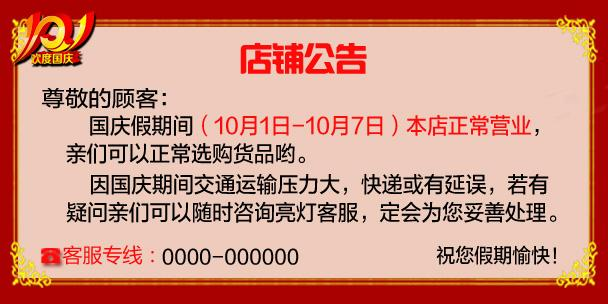 10.1
欢度国庆
店铺公告
尊敬的顾客：
国庆假期间（10月1日-10月7日）本店正常营业，
亲们可以正常选购货品哟。
因国庆期间交通运输压力大，快递或有延误，若有
疑问亲们可以随时咨询亮灯客服，定会为您妥善处理。
☎客服专线：0000-000000
祝您假期愉快！